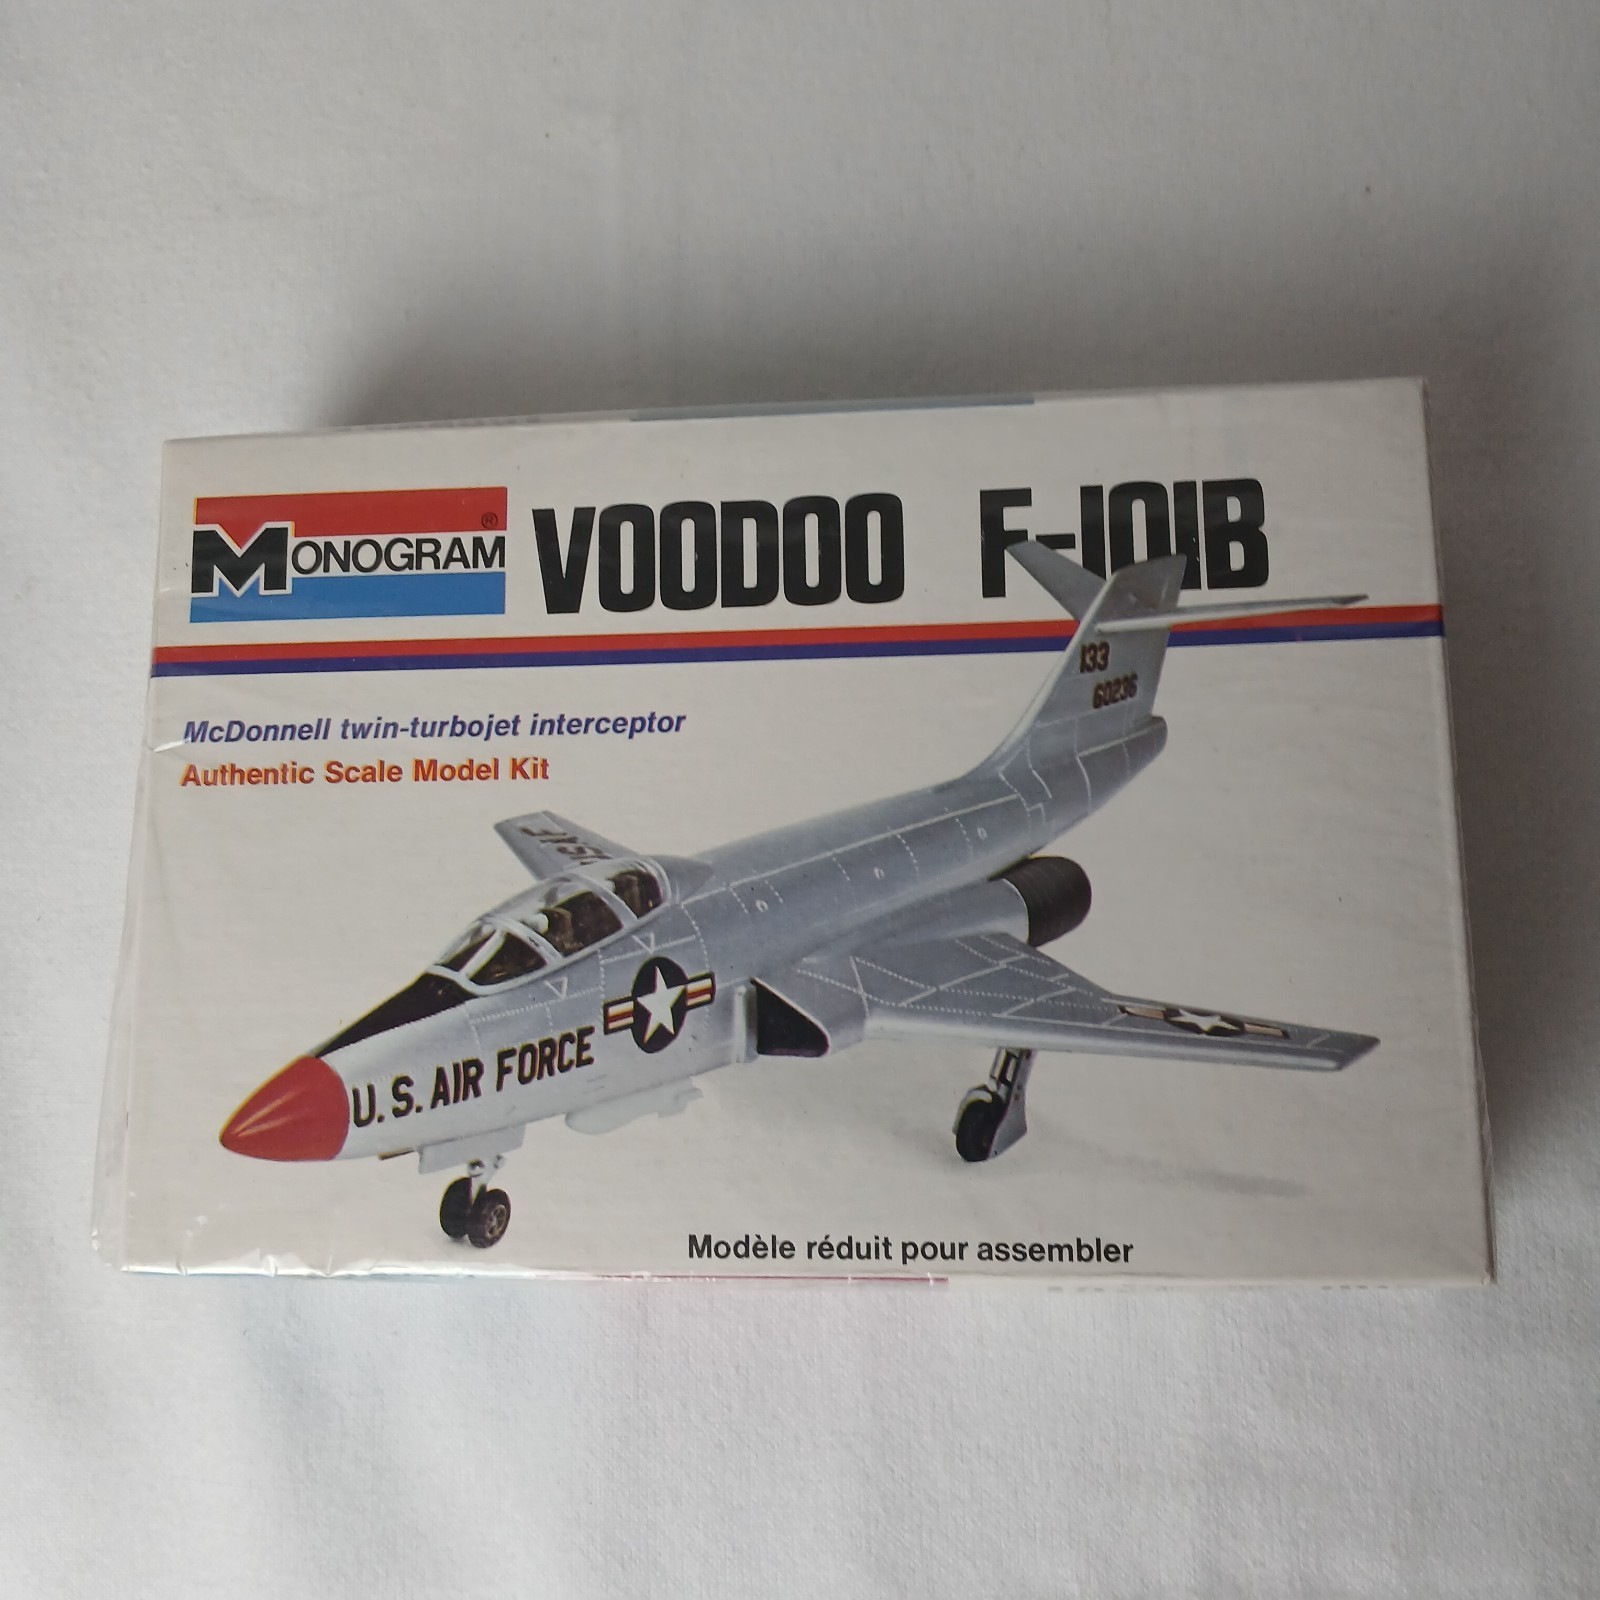 MONOGRAM ®
VOODOO F-101B
McDonnell twin-turbojet interceptor
Authentic Scale Model Kit
133
60236
USAF
U.S. AIR FORCE
Modèle réduit pour assembler